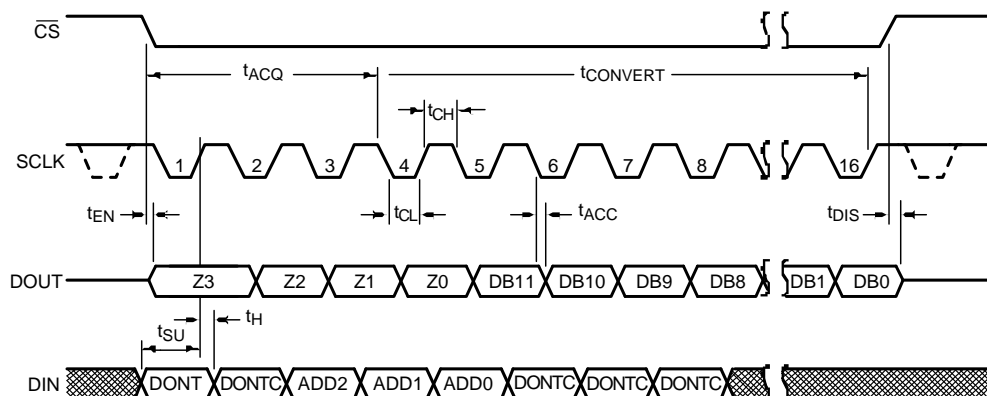 CS
tACQ tCONVERT
tCH
SCLK 1 2 3 4 5 6 7 8 16
tEN tCL tACC tDIS
DOUT Z3 Z2 Z1 Z0 DB11 DB10 DB9 DB8 DB1 DB0
tSU tH
DIN DONT DONTC ADD2 ADD1 ADD0 DONTC DONTC DONTC